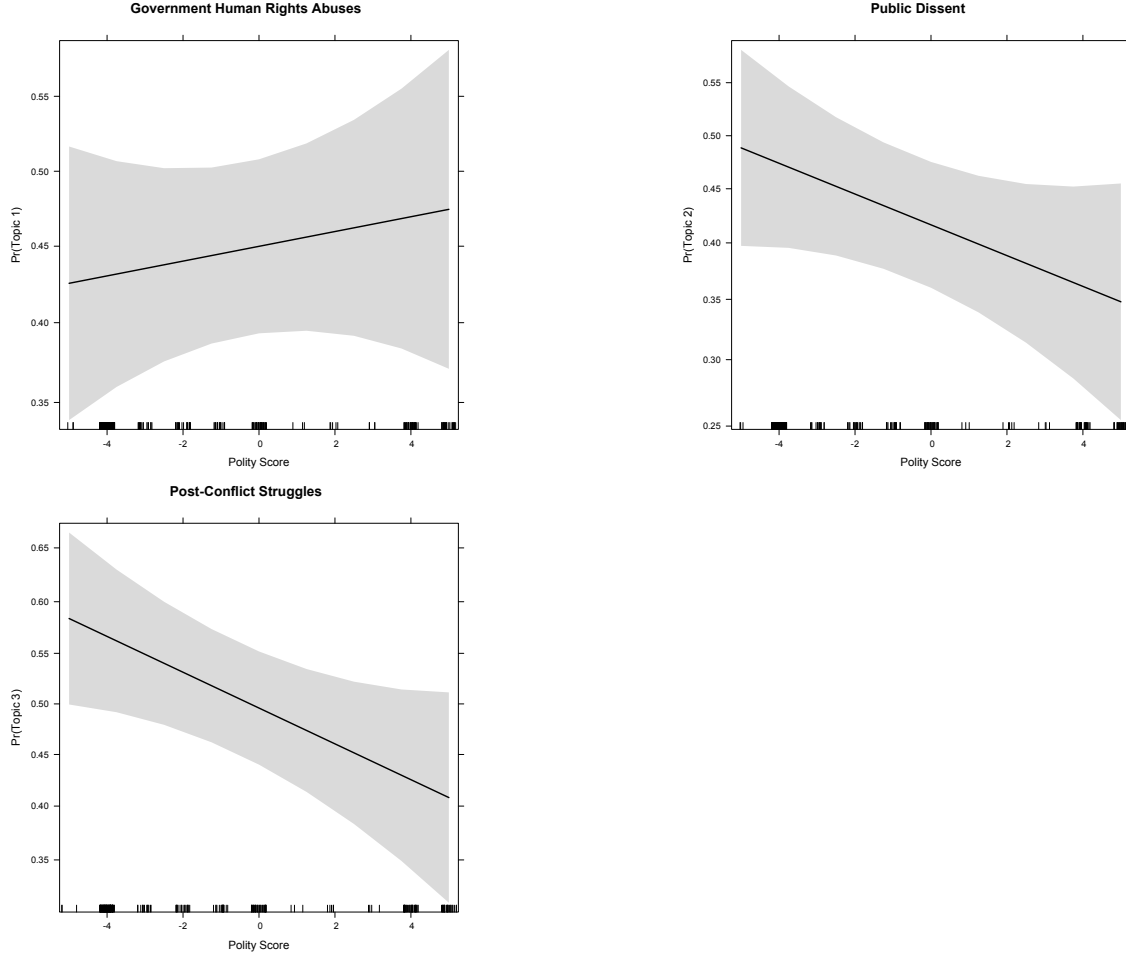 Government Human Rights Abuses
Pr(Topic 1)
0.55
0.50
0.45
0.40
0.35
-4 -2 0 2 4
Polity Score
Public Dissent
Pr(Topic 2)
0.55
0.50
0.45
0.40
0.35
0.30
0.25
-4 -2 0 2 4
Polity Score
Post-Conflict Struggles
Pr(Topic 3)
0.65
0.60
0.55
0.50
0.45
0.40
0.35
-4 -2 0 2 4
Polity Score